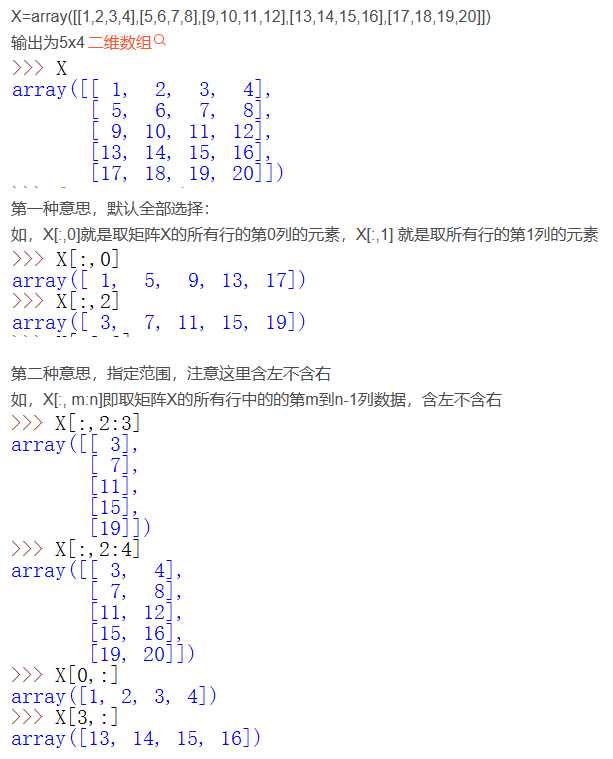 X=array([[1,2,3,4],[5,6,7,8],[9,10,11,12],[13,14,15,16],[17,18,19,20]])
输出为5x4 二维数组
>>> X
array([[ 1,  2,  3,  4],
       [ 5,  6,  7,  8],
       [ 9, 10, 11, 12],
       [13, 14, 15, 16],
       [17, 18, 19, 20]])
第一种意思，默认全部选择：
如，X[:,0]就是取矩阵X的所有行的第0列的元素，X[:,1] 就是取所有行的第1列的元素
>>> X[:,0]
array([ 1,  5,  9, 13, 17])
>>> X[:,2]
array([ 3,  7, 11, 15, 19])
第二种意思，指定范围，注意这里含左不含右
如，X[:, m:n]即取矩阵X的所有行中的的第m到n-1列数据，含左不含右
>>> X[:,2:3]
array([[ 3],
       [ 7],
       [11],
       [15],
       [19]])
>>> X[:,2:4]
array([[ 3,  4],
       [ 7,  8],
       [11, 12],
       [15, 16],
       [19, 20]])
>>> X[0,:]
array([1, 2, 3, 4])
>>> X[3,:]
array([13, 14, 15, 16])